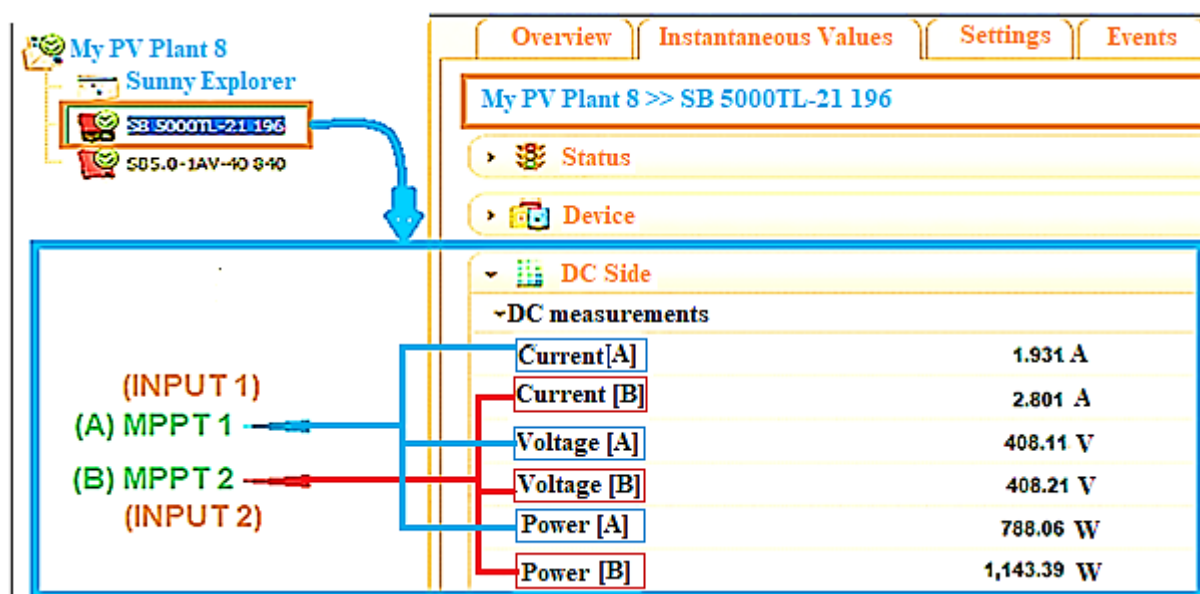 My PV Plant 8
Sunny Explorer
SB 5000TL-21 196
SB5.0-1AV-40 840
Overview
Instantaneous Values
Settings
Events
My PV Plant 8 >> SB 5000TL-21 196
Status
Device
DC Side
DC measurements
Current[A] 1.931 A
Current [B] 2.801 A
Voltage [A] 408.11 V
Voltage [B] 408.21 V
Power [A] 788.06 W
Power [B] 1,143.39 W
(INPUT 1)
(A) MPPT 1
(B) MPPT 2
(INPUT 2)